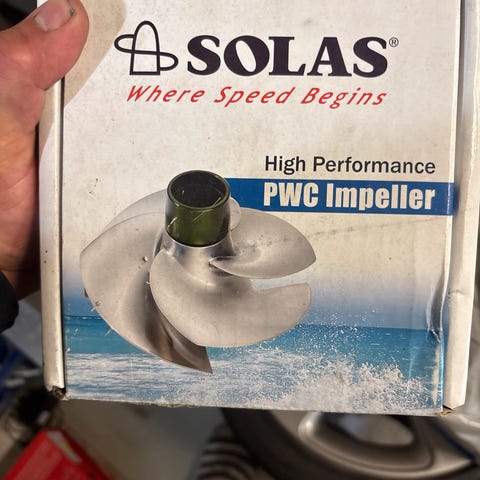 SOLAS®
Where Speed Begins
High Performance
PWC Impeller